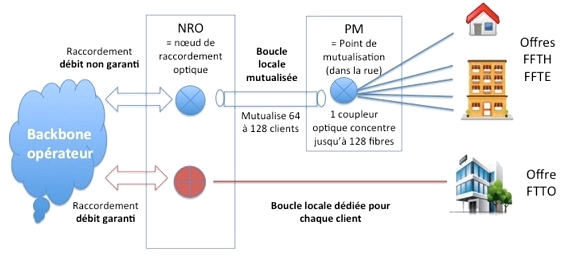 NRO
= nœud de
raccordement
optique
PM
= Point de
mutualisation
(dans la rue)
Raccordement
débit non garanti
Boucle
locale
mutualisée
Offres
FFTH
FFTE
Backbone
opérateur
Mutualise 64
à 128 clients
1 coupleur
optique concentre
jusqu'à 128 fibres
Raccordement
débit garanti
Boucle locale dédiée pour
chaque client
Offre
FTTO